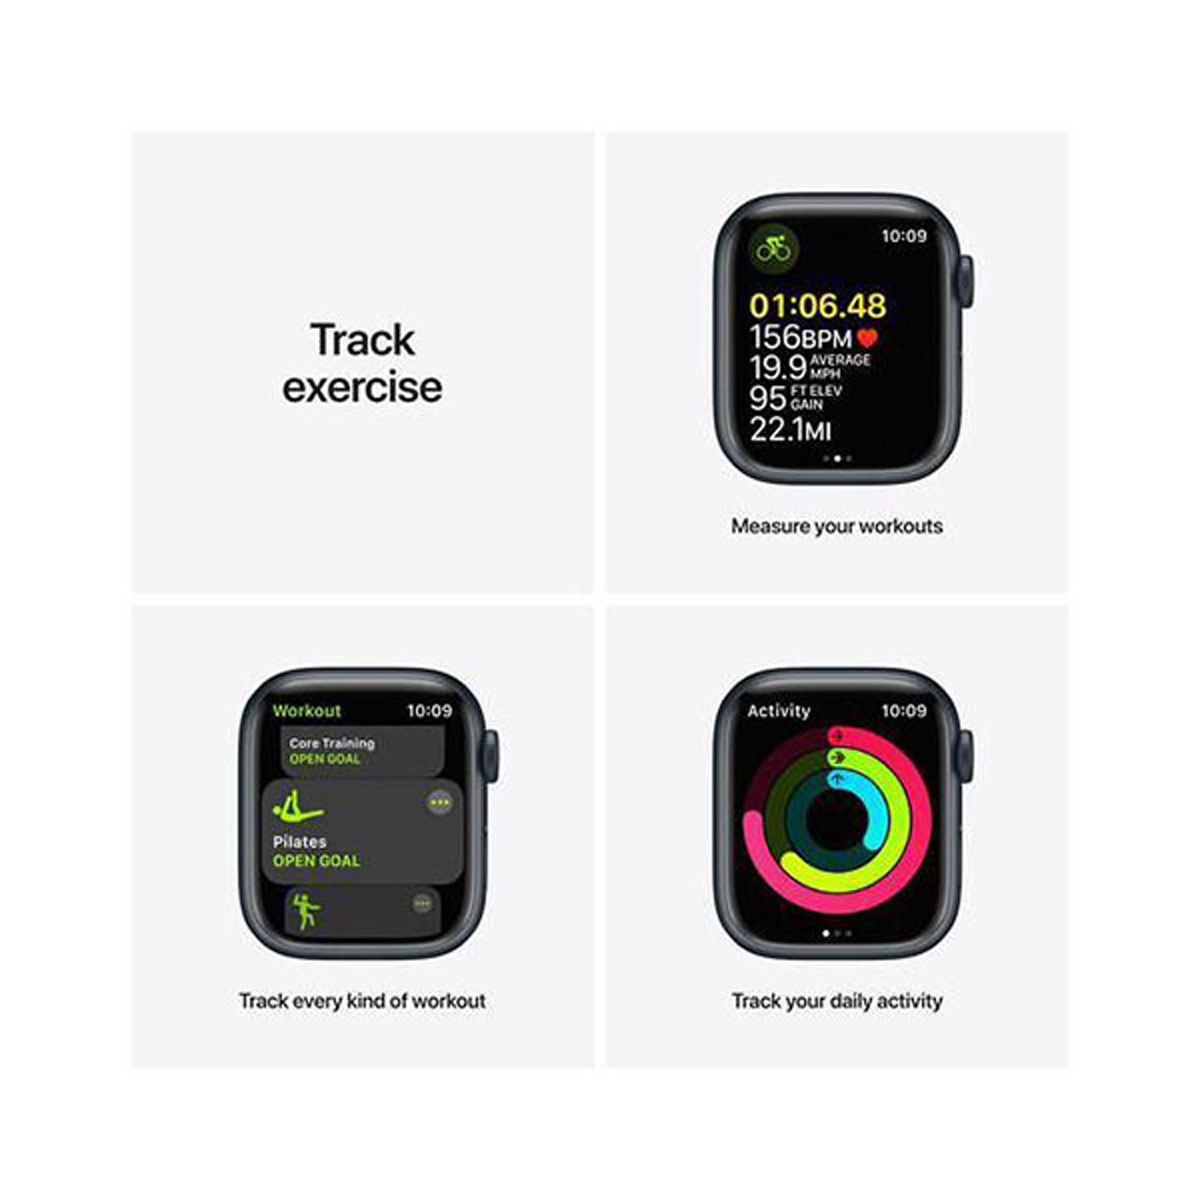 Track
exercise
10:09
01:06.48
156BPM
19.9 AVERAGE MPH
95 FT ELEV GAIN
22.1MI
Measure your workouts
Workout 10:09
Core Training
OPEN GOAL
Pilates
OPEN GOAL
Track every kind of workout
Activity 10:09
Track your daily activity